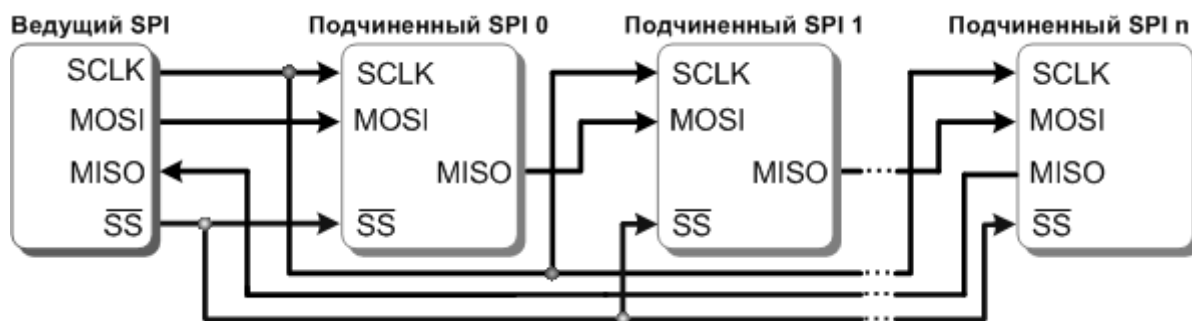 Ведущий SPI
SCLK
MOSI
MISO
SS
Подчиненный SPI 0
SCLK
MOSI
MISO
SS
Подчиненный SPI 1
SCLK
MOSI
MISO
SS
Подчиненный SPI n
SCLK
MOSI
MISO
SS